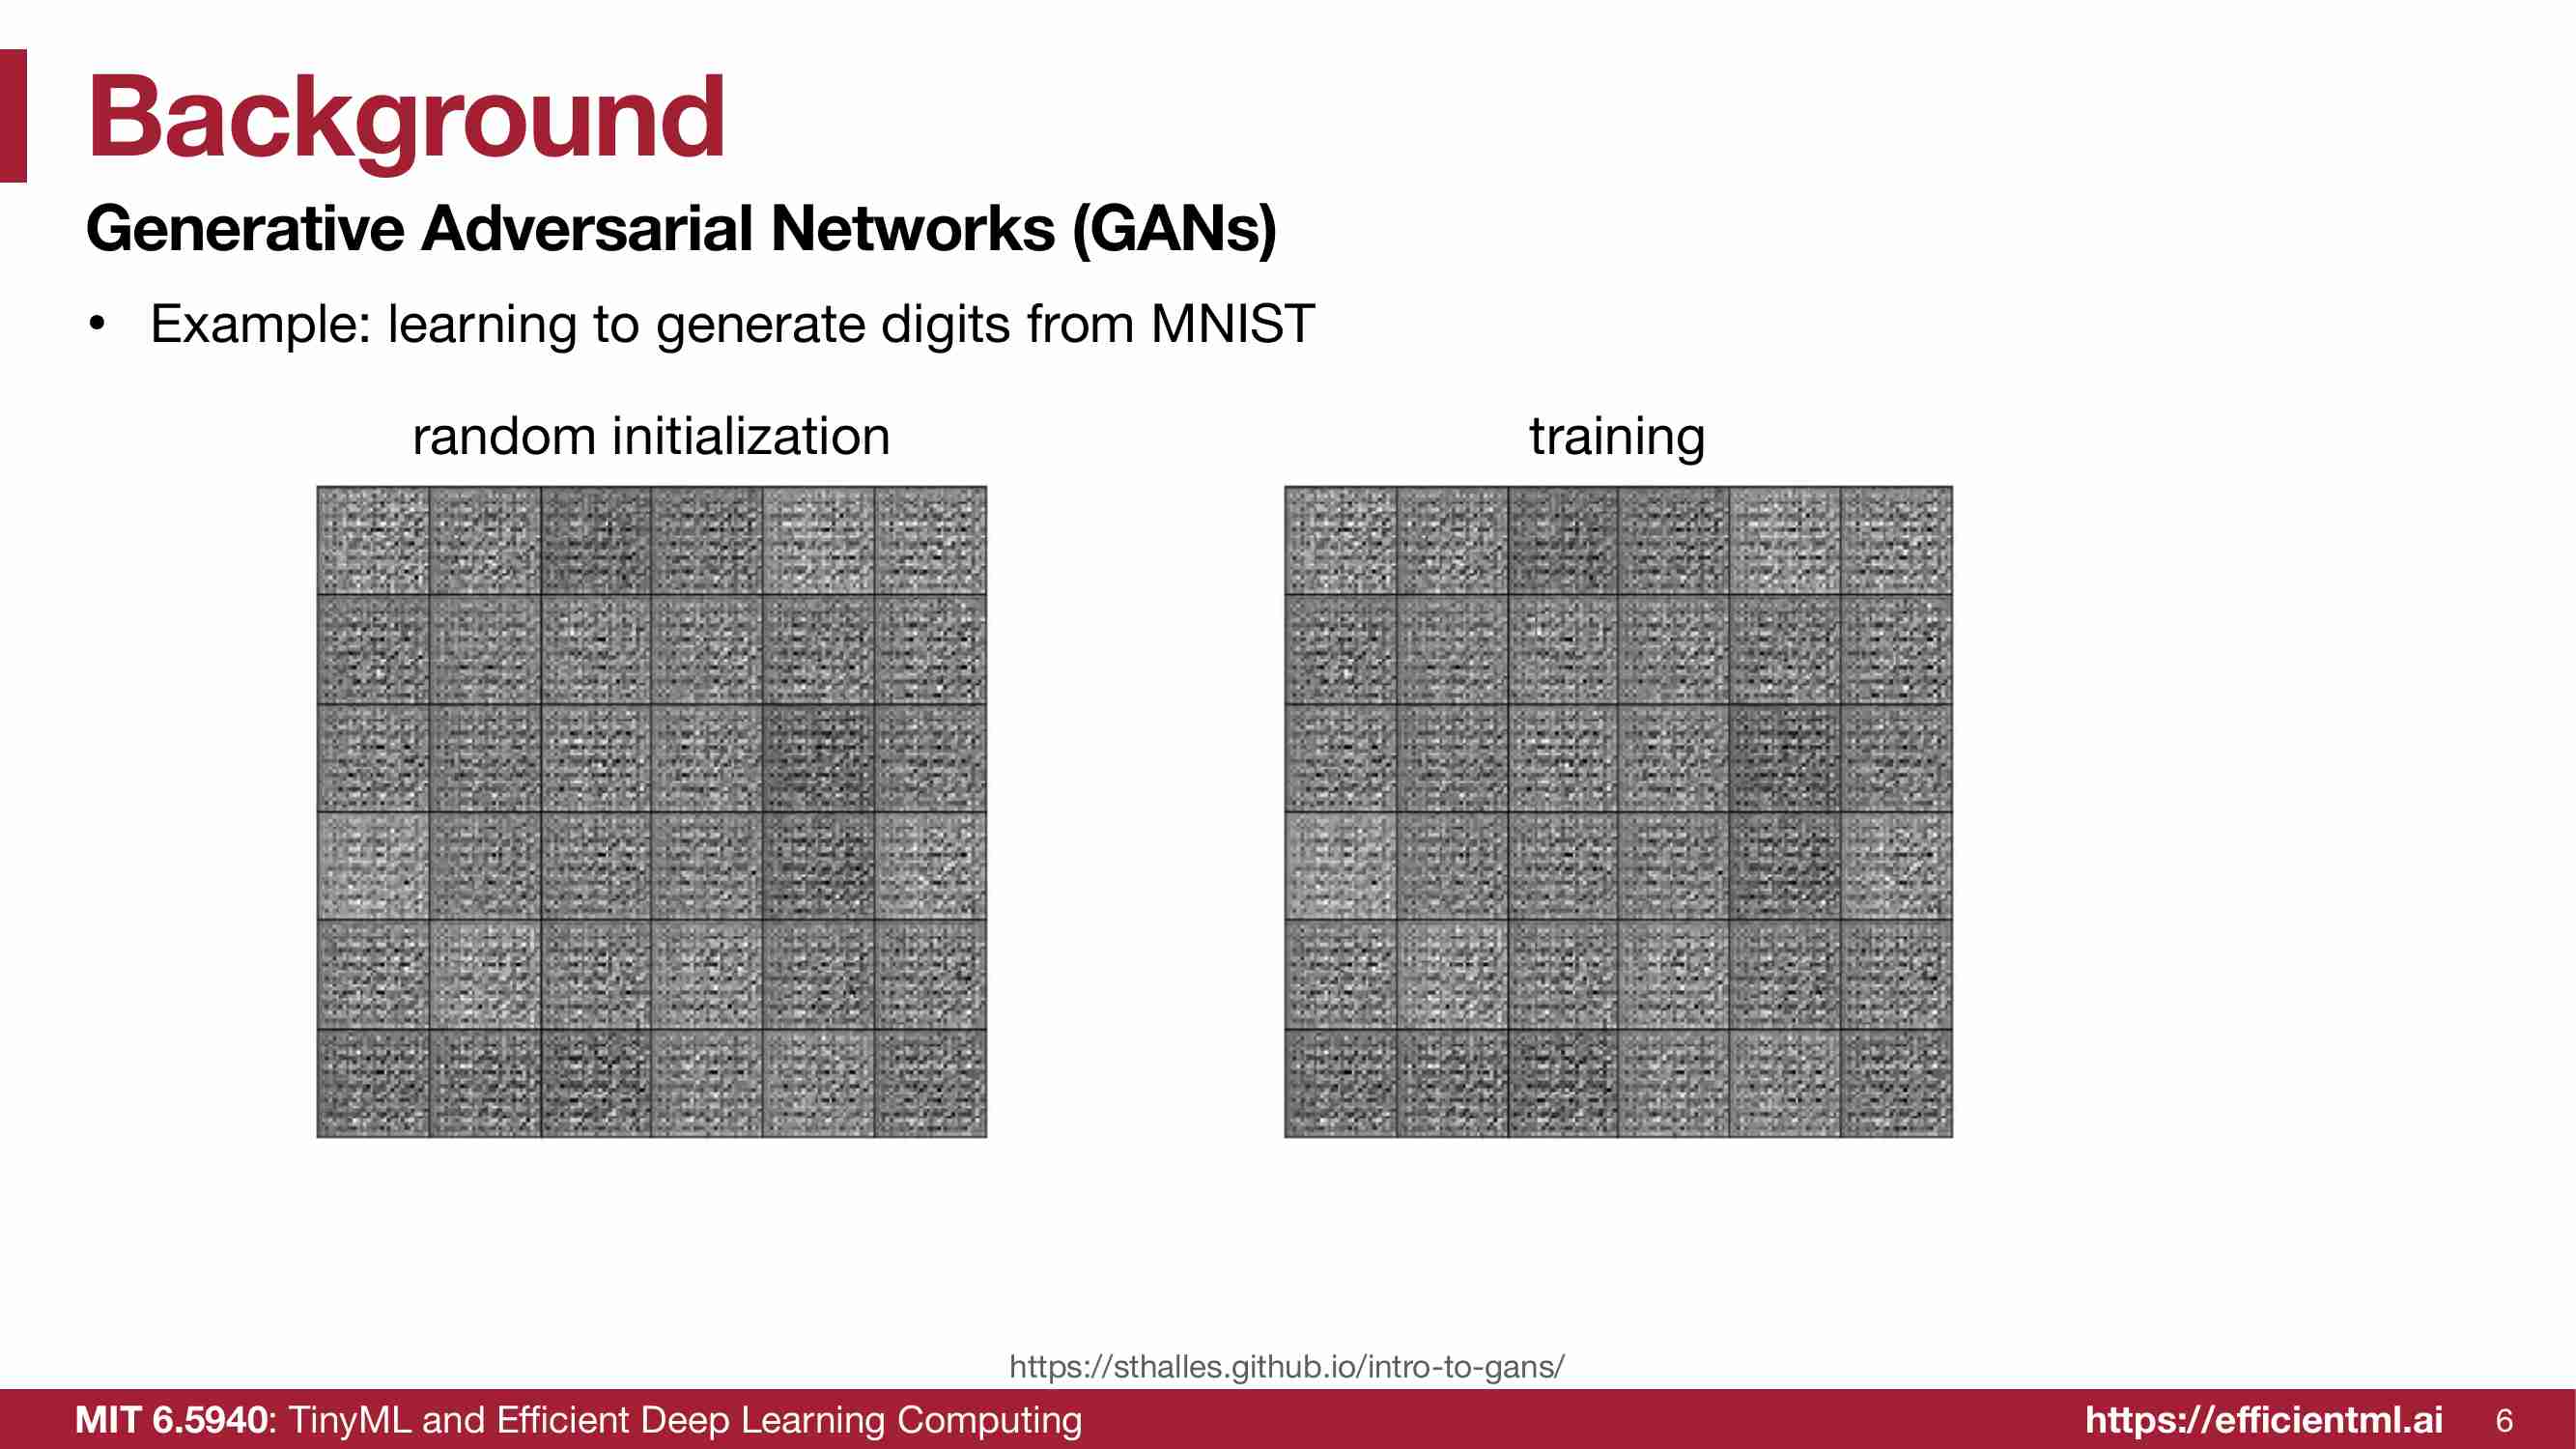 Background
Generative Adversarial Networks (GANs)
• Example: learning to generate digits from MNIST
random initialization
training
https://sthalles.github.io/intro-to-gans/
MIT 6.5940: TinyML and Efficient Deep Learning Computing
https://efficientml.ai
6